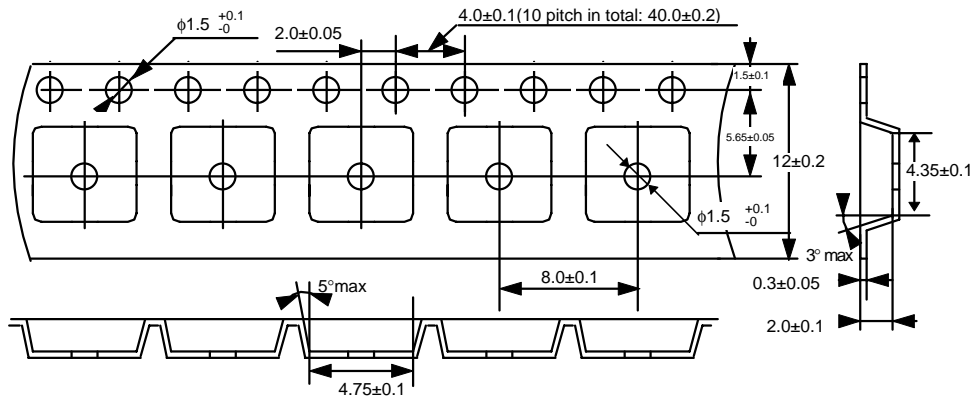 4.0±0.1(10 pitch in total: 40.0±0.2)
ϕ1.5 +0.1 -0
2.0±0.05
1.5±0.1
5.65±0.05
12±0.2
4.35±0.1
ϕ1.5 +0.1 -0
3° max
8.0±0.1
0.3±0.05
5°max
2.0±0.1
4.75±0.1